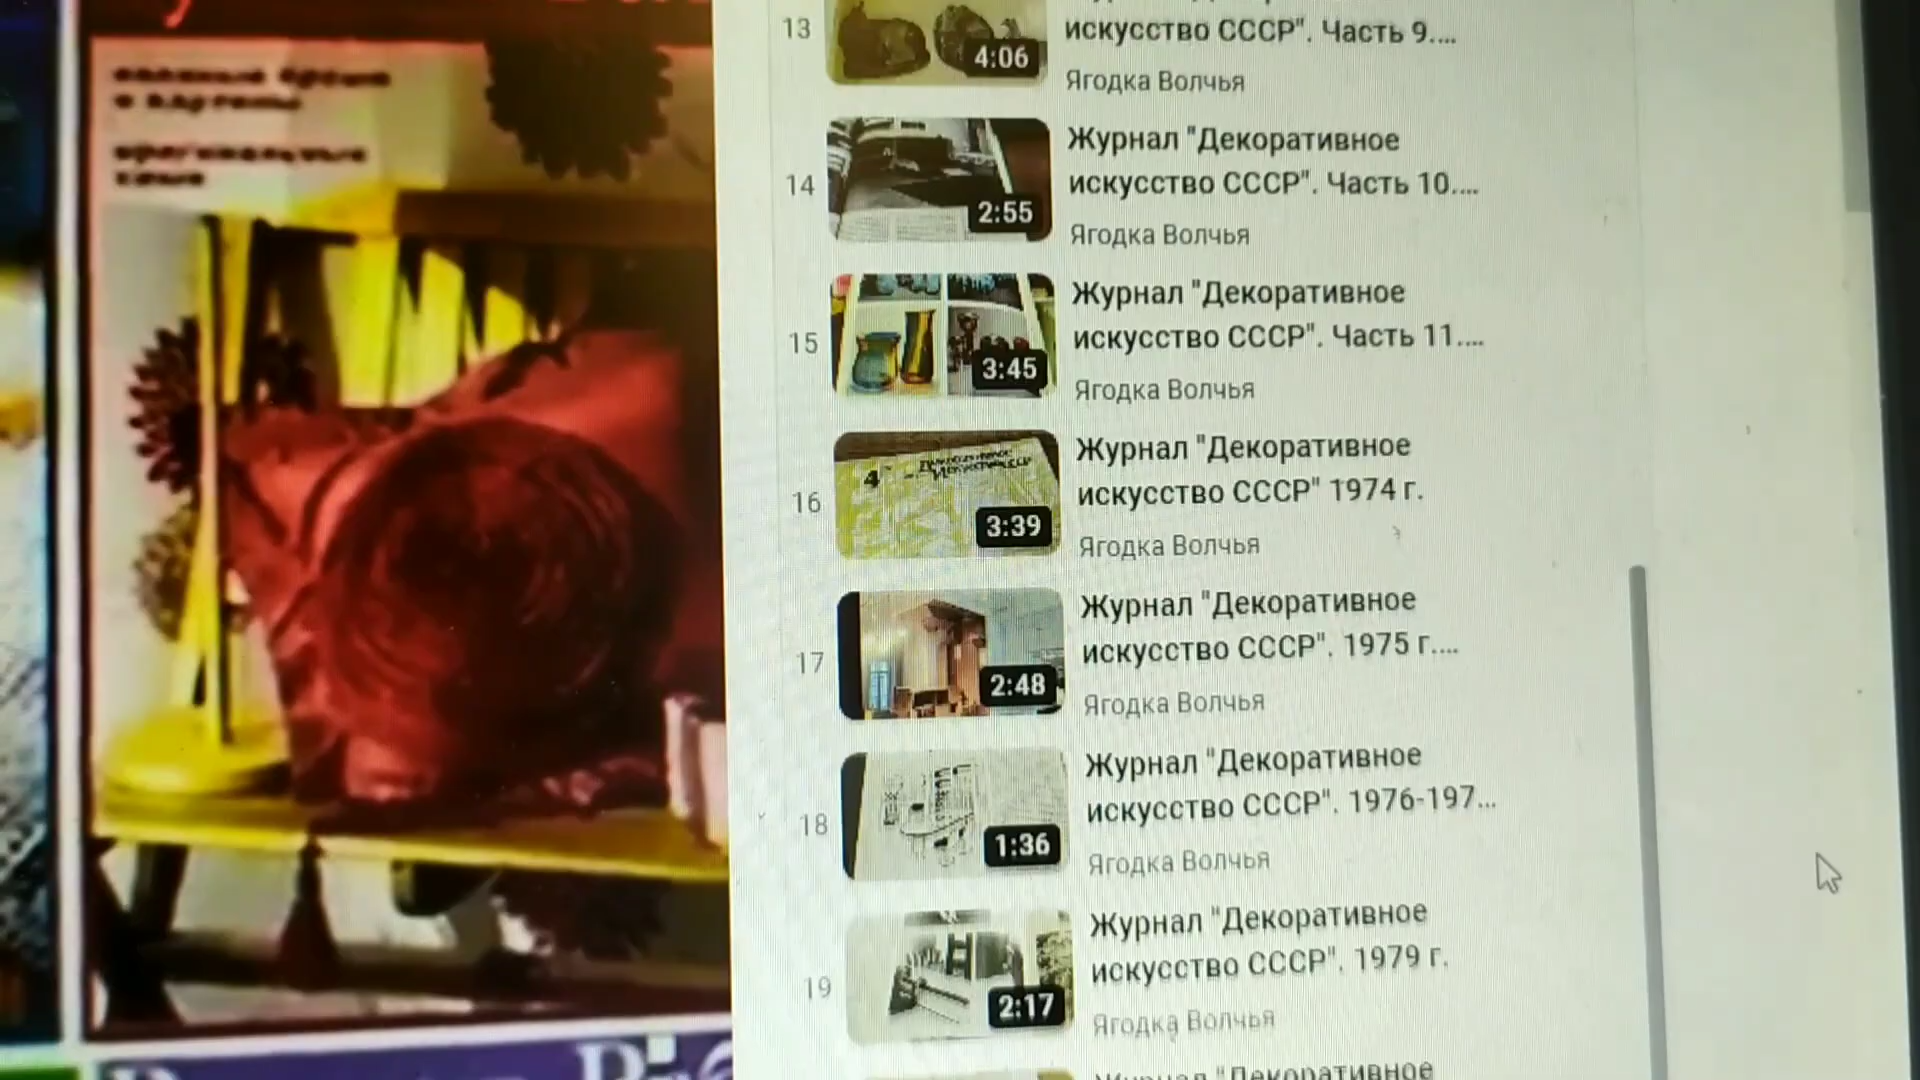 13
искусство СССР". Часть 9....
4:06
Ягодка Волчья
14
Журнал "Декоративное
искусство СССР". Часть 10....
2:55
Ягодка Волчья
15
Журнал "Декоративное
искусство СССР". Часть 11....
3:45
Ягодка Волчья
16
Журнал "Декоративное
искусство СССР" 1974 г.
4
3:39
Ягодка Волчья
17
Журнал "Декоративное
искусство СССР". 1975 г....
2:48
Ягодка Волчья
18
Журнал "Декоративное
искусство СССР". 1976-197...
1:36
Ягодка Волчья
19
Журнал "Декоративное
искусство СССР". 1979 г.
2:17
Ягодка Волчья
Журнал "Декоративное